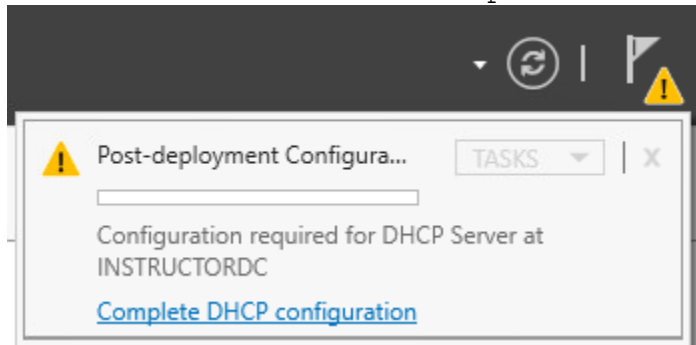 Post-deployment Configura...
TASKS
X
Configuration required for DHCP Server at
INSTRUCTORDC
Complete DHCP configuration